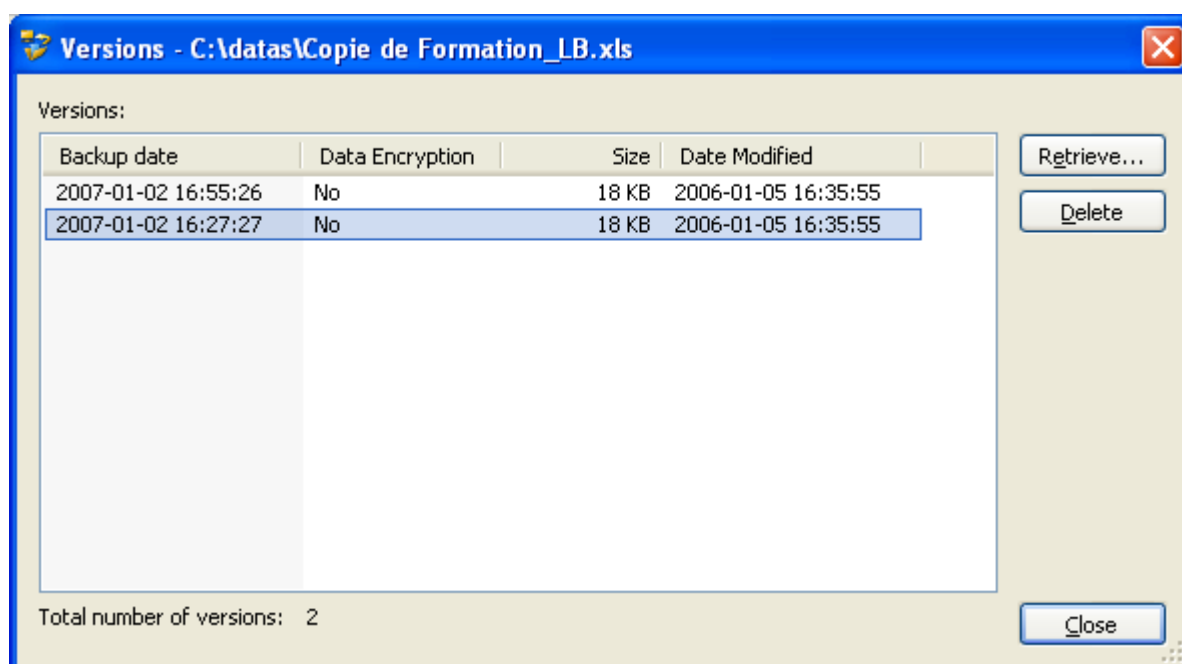 Versions - C:\datas\Copie de Formation_LB.xls
Versions:
Backup date Data Encryption Size Date Modified
2007-01-02 16:55:26 No 18 KB 2006-01-05 16:35:55
2007-01-02 16:27:27 No 18 KB 2006-01-05 16:35:55
Retrieve...
Delete
Total number of versions: 2
Close